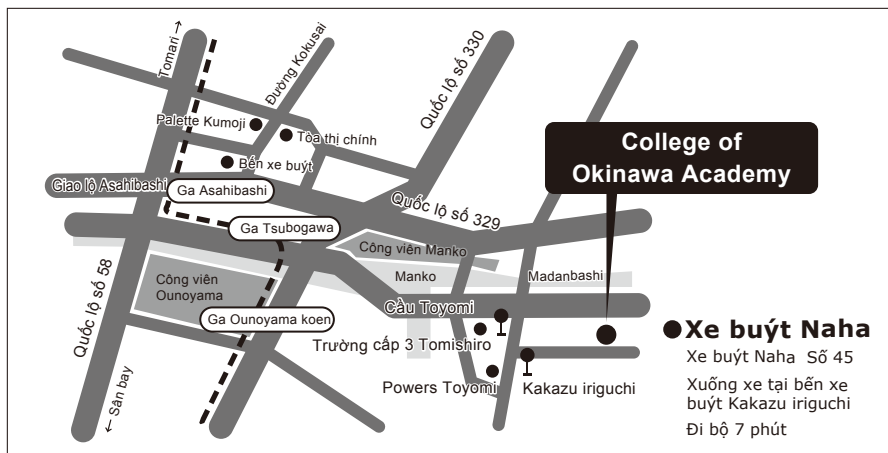 Tomari →
Đường Kokusai
Quốc lộ số 330
Palette Kumoji
Tòa thị chính
Bến xe buýt
College of
Okinawa Academy
Giao lộ Asahibashi
Ga Asahibashi
Quốc lộ số 329
Ga Tsubogawa
Công viên Manko
Manko
Madanbashi
Công viên
Ounoyama
Quốc lộ số 58
Cầu Toyomi
Ga Ounoyama koen
Trường cấp 3 Tomishiro
Powers Toyomi
Kakazu iriguchi
← Sân bay
Xe buýt Naha
Xe buýt Naha Số 45
Xuống xe tại bến xe
buýt Kakazu iriguchi
Đi bộ 7 phút